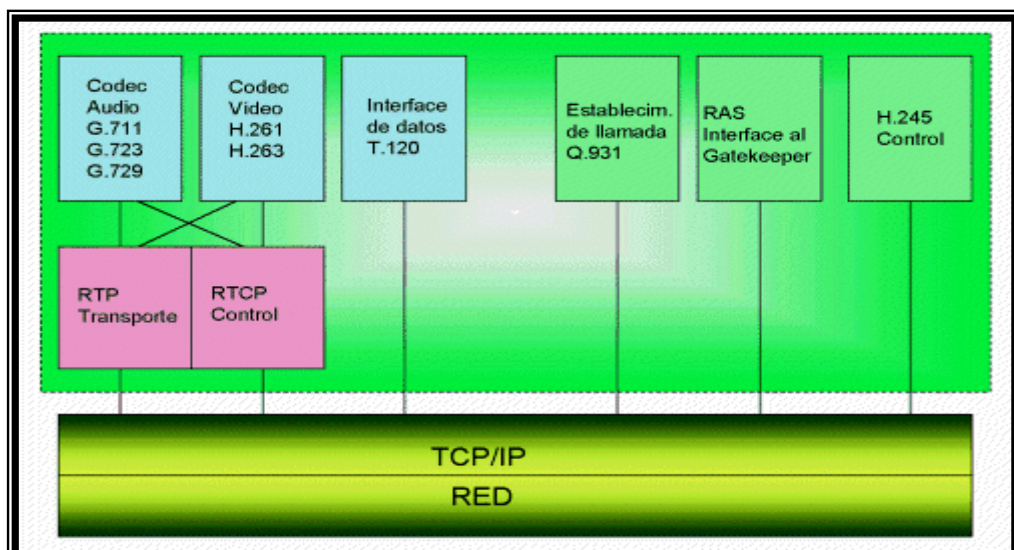 Codec
Audio
G.711
G.723
G.729
Codec
Video
H.261
H.263
Interface
de datos
T.120
Establecim.
de llamada
Q.931
RAS
Interface al
Gatekeeper
H.245
Control
RTP
Transporte
RTCP
Control
TCP/IP
RED